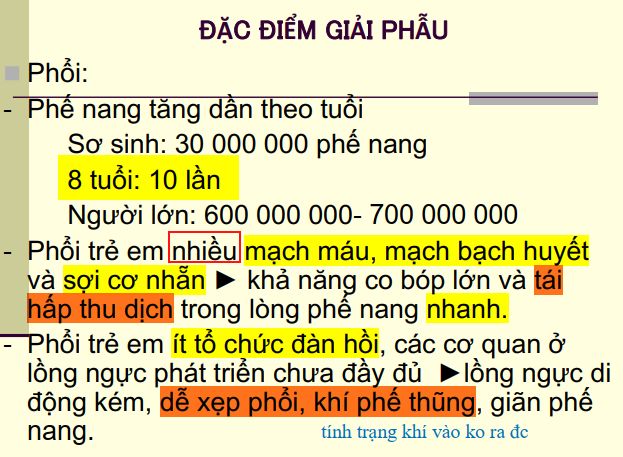 ĐẶC ĐIỂM GIẢI PHẪU
Phổi:
- Phế nang tăng dần theo tuổi
Sơ sinh: 30 000 000 phế nang
8 tuổi: 10 lần
Người lớn: 600 000 000- 700 000 000
- Phổi trẻ em nhiều mạch máu, mạch bạch huyết
và sợi cơ nhẵn ► khả năng co bóp lớn và tái
hấp thu dịch trong lòng phế nang nhanh.
- Phổi trẻ em ít tổ chức đàn hồi, các cơ quan ở
lồng ngực phát triển chưa đầy đủ ►lồng ngực di
động kém, dễ xẹp phổi, khí phế thũng, giãn phế
nang.
tính trạng khí vào ko ra đc